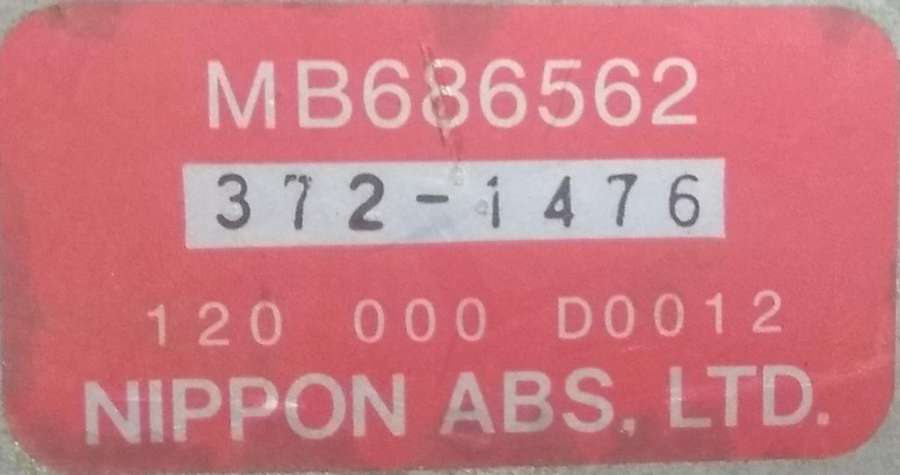 MB686562
372-1476
120 000 D0012
NIPPON ABS, LTD.